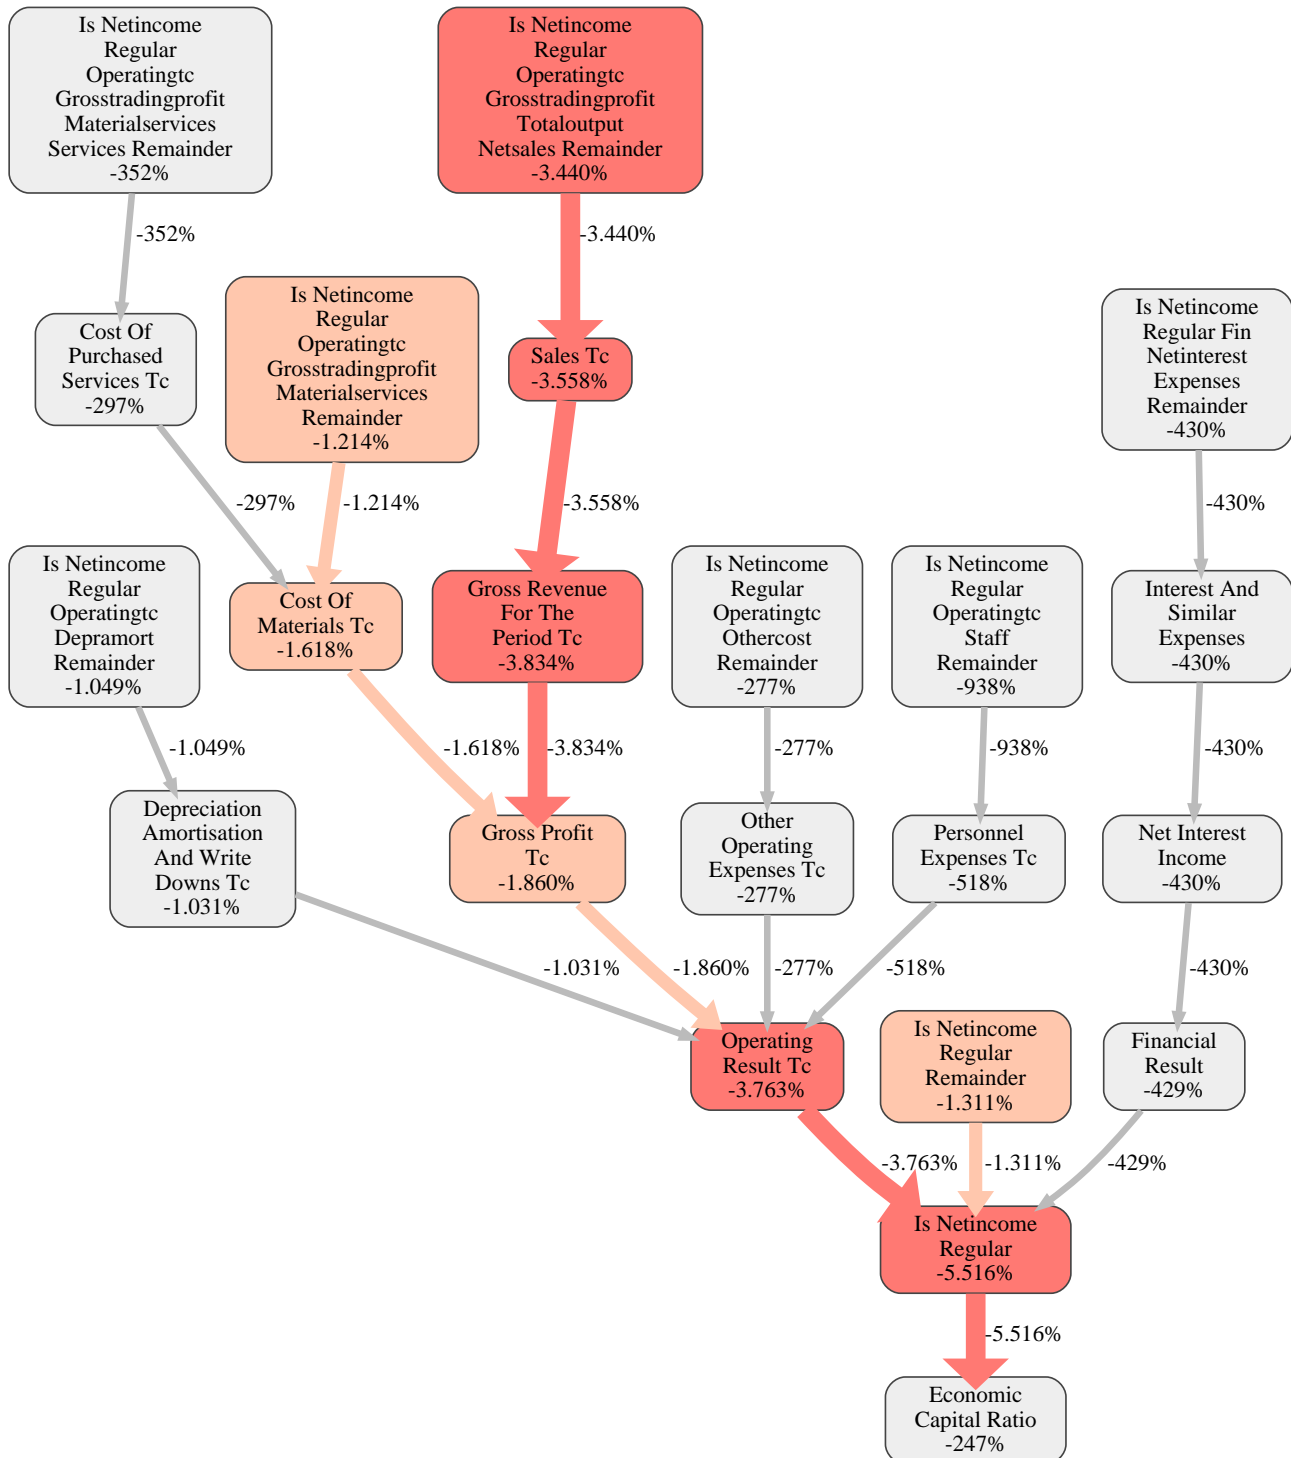 Is Netincome
Regular
Operatingtc
Grosstradingprofit
Materialservices
Services Remainder
-352%
Is Netincome
Regular
Operatingtc
Grosstradingprofit
Totaloutput
Netsales Remainder
-3.440%
-352%
-3.440%
Is Netincome
Regular
Operatingtc
Grosstradingprofit
Materialservices
Remainder
-1.214%
Is Netincome
Regular Fin
Netinterest
Expenses
Remainder
-430%
Cost Of
Purchased
Services Tc
-297%
Sales Tc
-3.558%
-297%
-1.214%
-3.558%
-430%
Is Netincome
Regular
Operatingtc
Depramort
Remainder
-1.049%
Cost Of
Materials Tc
-1.618%
Gross Revenue
For The
Period Tc
-3.834%
Is Netincome
Regular
Operatingtc
Othercost
Remainder
-277%
Is Netincome
Regular
Operatingtc
Staff
Remainder
-938%
Interest And
Similar
Expenses
-430%
-1.049%
-1.618%
-3.834%
-277%
-938%
-430%
Depreciation
Amortisation
And Write
Downs Tc
-1.031%
Gross Profit
Tc
-1.860%
Other
Operating
Expenses Tc
-277%
Personnel
Expenses Tc
-518%
Net Interest
Income
-430%
-1.031%
-1.860%
-277%
-518%
-430%
Operating
Result Tc
-3.763%
Is Netincome
Regular
Remainder
-1.311%
Financial
Result
-429%
-3.763%
-1.311%
-429%
Is Netincome
Regular
-5.516%
-5.516%
Economic
Capital Ratio
-247%